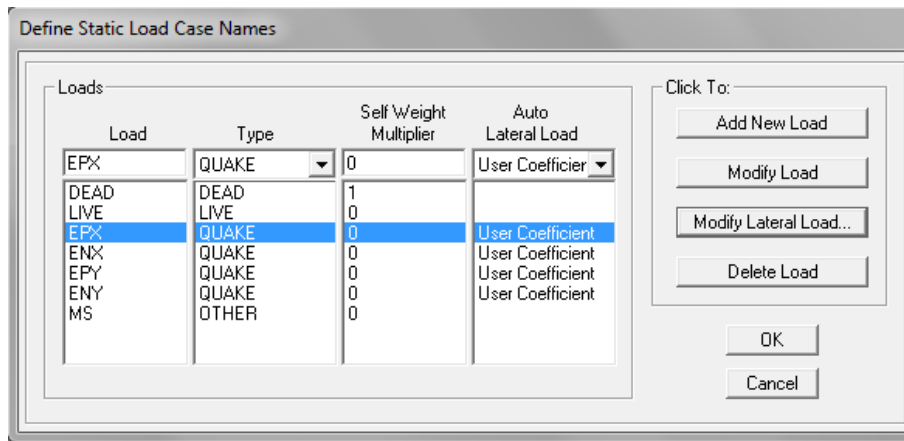 Define Static Load Case Names
Loads
Click To:
Load Type Self Weight Multiplier Auto Lateral Load
EPX QUAKE 0 User Coefficier
DEAD DEAD 1
LIVE LIVE 0
EPX QUAKE 0 User Coefficient
ENX QUAKE 0 User Coefficient
EPY QUAKE 0 User Coefficient
ENY QUAKE 0 User Coefficient
MS OTHER 0
Add New Load
Modify Load
Modify Lateral Load...
Delete Load
OK
Cancel